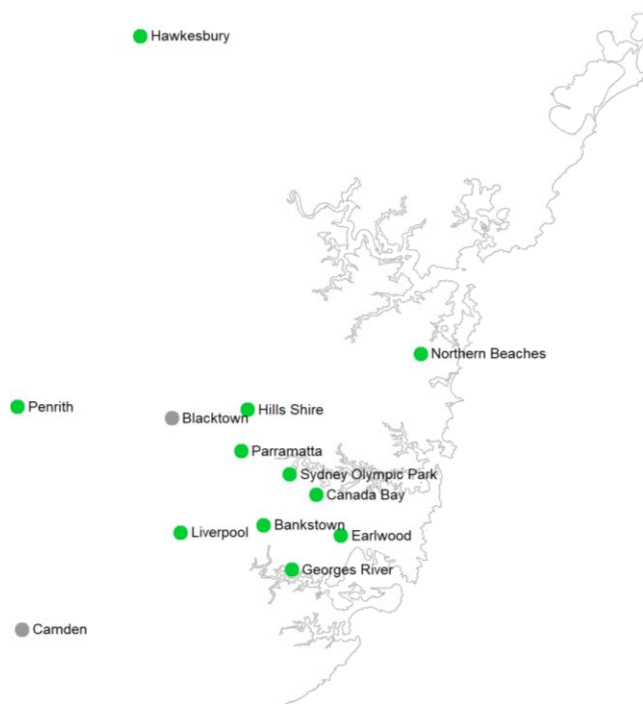 Hawkesbury
Northern Beaches
Penrith
Hills Shire
Blacktown
Parramatta
Sydney Olympic Park
Canada Bay
Bankstown
Liverpool
Earlwood
Georges River
Camden